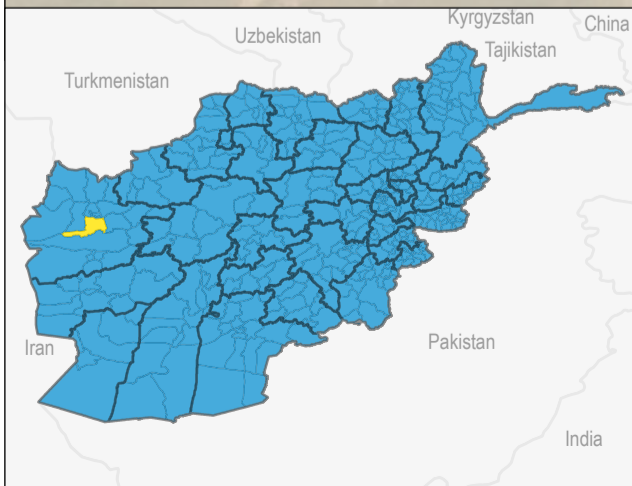 Kyrgyzstan
China
Uzbekistan
Tajikistan
Turkmenistan
Iran
Pakistan
India